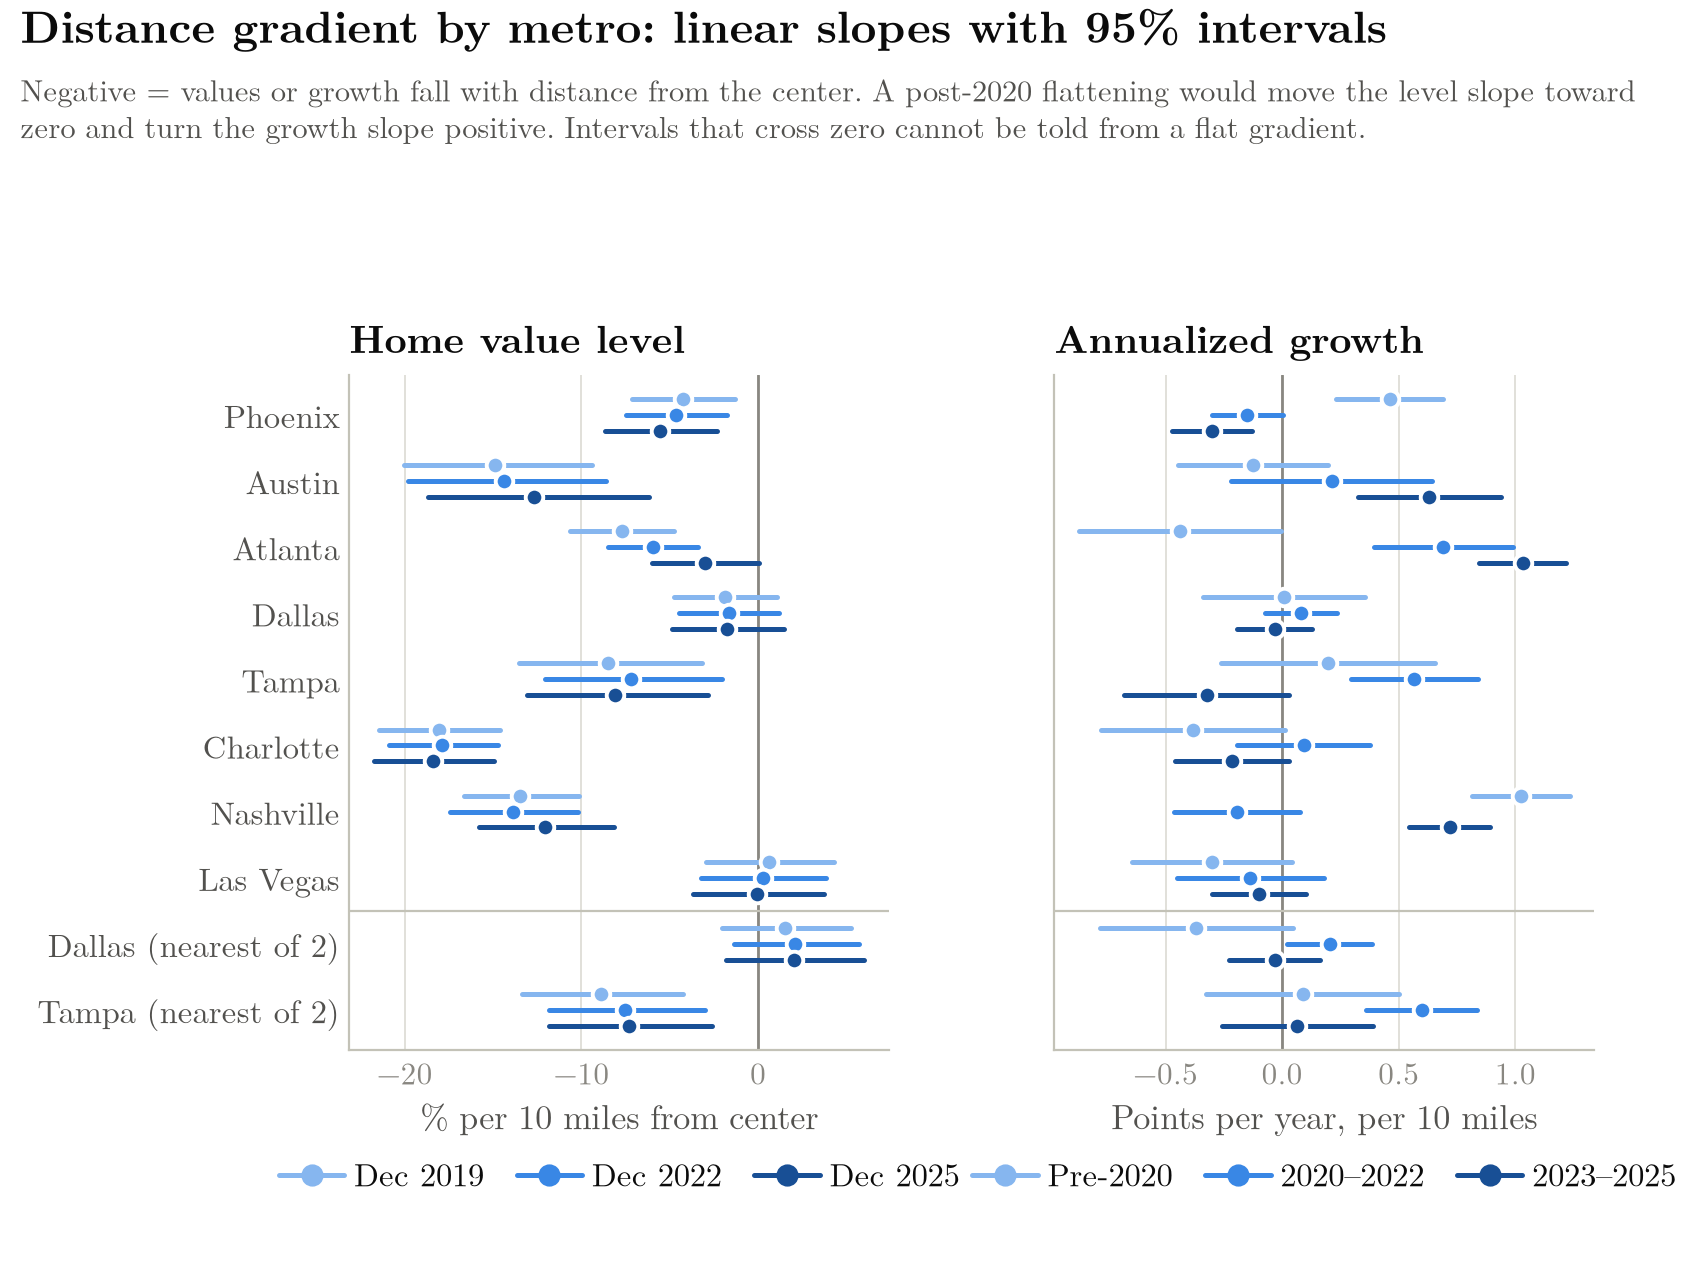 Distance gradient by metro: linear slopes with 95% intervals
Negative = values or growth fall with distance from the center. A post-2020 flattening would move the level slope toward
zero and turn the growth slope positive. Intervals that cross zero cannot be told from a flat gradient.
Home value level
Annualized growth
Phoenix
Austin
Atlanta
Dallas
Tampa
Charlotte
Nashville
Las Vegas
Dallas (nearest of 2)
Tampa (nearest of 2)
−20 −10 0
−0.5 0.0 0.5 1.0
% per 10 miles from center
Points per year, per 10 miles
Dec 2019 Dec 2022 Dec 2025
Pre-2020 2020–2022 2023–2025